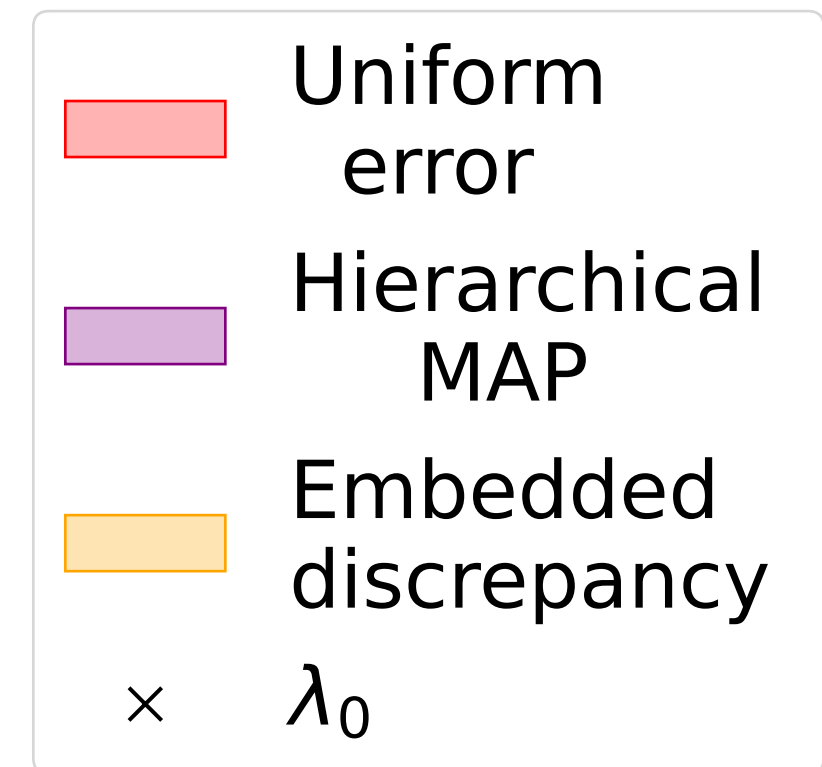 Uniform
error
Hierarchical
MAP
Embedded
discrepancy
× λ₀